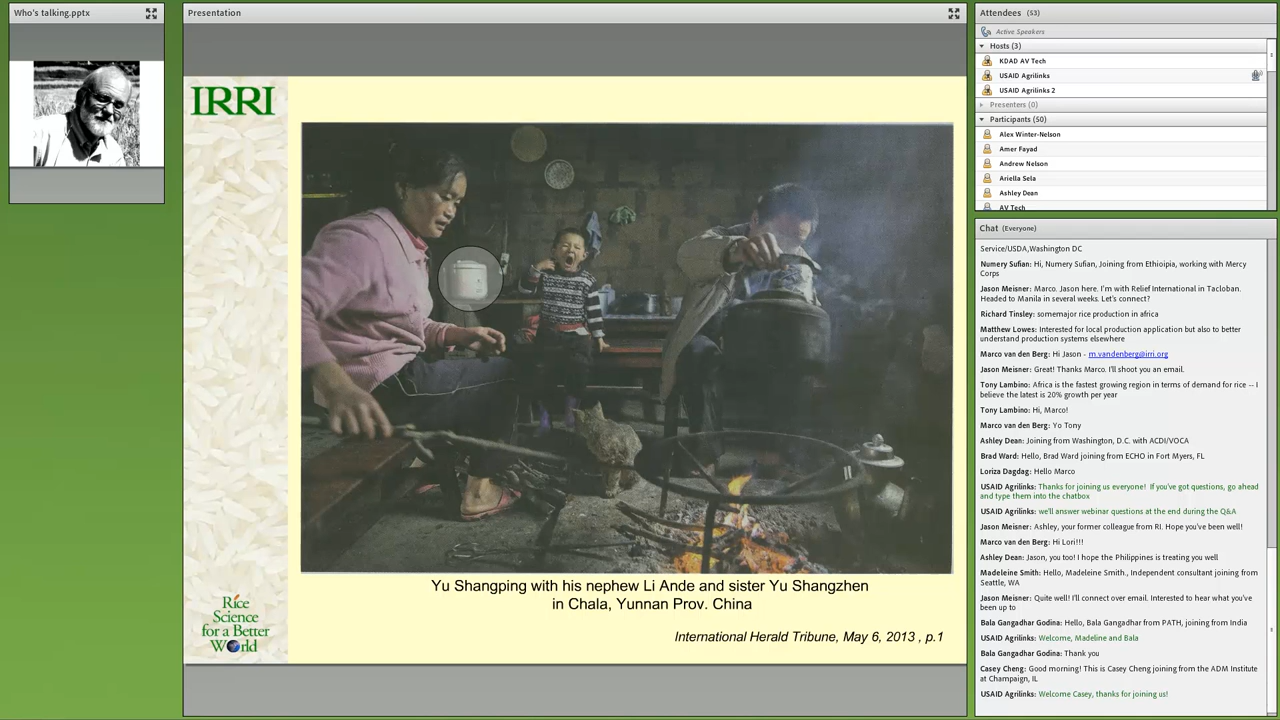 Who's talking.pptx
Presentation
IRRI
Yu Shangping with his nephew Li Ande and sister Yu Shangzhen
in Chala, Yunnan Prov. China
International Herald Tribune, May 6, 2013 , p.1
Rice
Science
for a Better
World
Attendees (53)
Active Speakers
Hosts (3)
KDAD AV Tech
USAID Agrilinks
USAID Agrilinks 2
Presenters (0)
Participants (50)
Alex Winter-Nelson
Amer Fayad
Andrew Nelson
Ariella Sela
Ashley Dean
AV Tech
Chat (Everyone)
Service/USDA,Washington DC
Numery Sufian: Hi, Numery Sufian, Joining from Ethioipia, working with Mercy
Corps
Jason Meisner: Marco. Jason here. I'm with Relief International in Tacloban.
Headed to Manila in several weeks. Let's connect?
Richard Tinsley: somemajor rice production in africa
Matthew Lowes: Interested for local production application but also to better
understand production systems elsewhere
Marco van den Berg: Hi Jason - m.vandenberg@irri.org
Jason Meisner: Great! Thanks Marco. I'll shoot you an email.
Tony Lambino: Africa is the fastest growing region in terms of demand for rice -- I
believe the latest is 20% growth per year
Tony Lambino: Hi, Marco!
Marco van den Berg: Yo Tony
Ashley Dean: Joining from Washington, D.C. with ACDI/VOCA
Brad Ward: Hello, Brad Ward joining from ECHO in Fort Myers, FL
Loriza Dagdag: Hello Marco
USAID Agrilinks: Thanks for joining us everyone! If you've got questions, go ahead
and type them into the chatbox
USAID Agrilinks: we'll answer webinar questions at the end during the Q&A
Jason Meisner: Ashley, your former colleague from RI. Hope you've been well!
Marco van den Berg: Hi Lori!!!
Ashley Dean: Jason, you too! I hope the Philippines is treating you well
Madeleine Smith: Hello, Madeline Smith., Independent consultant joining from
Seattle, WA
Jason Meisner: Quite well! I'll connect over email. Interested to hear what you've
been up to
Bala Gangadhar Godina: Hello, Bala Gangadhar from PATH, joining from India
USAID Agrilinks: Welcome, Madeline and Bala
Bala Gangadhar Godina: Thank you
Casey Cheng: Good morning! This is Casey Cheng joining from the ADM Institute
at Champaign, IL
USAID Agrilinks: Welcome Casey, thanks for joining us!